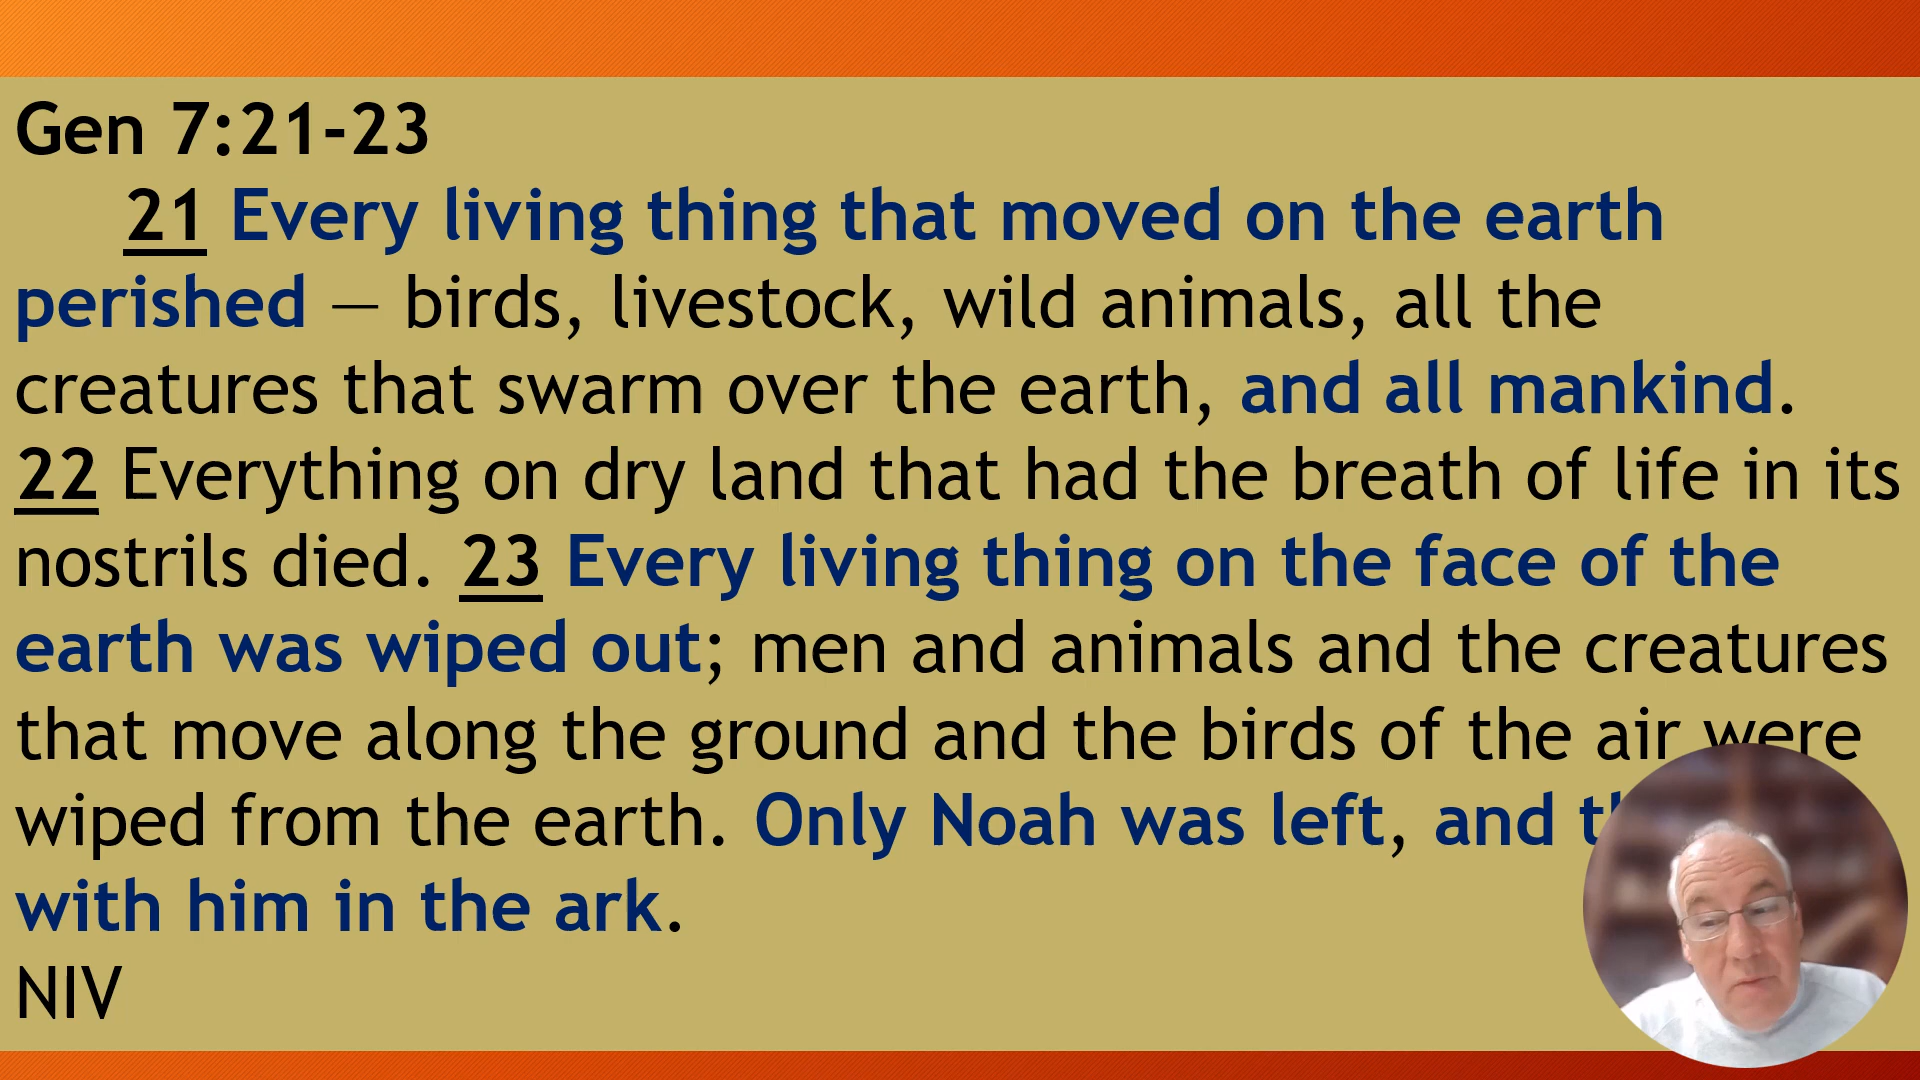 Gen 7:21-23
21 Every living thing that moved on the earth
perished — birds, livestock, wild animals, all the
creatures that swarm over the earth, and all mankind.
22 Everything on dry land that had the breath of life in its
nostrils died. 23 Every living thing on the face of the
earth was wiped out; men and animals and the creatures
that move along the ground and the birds of the air were
wiped from the earth. Only Noah was left, and
with him in the ark.
NIV